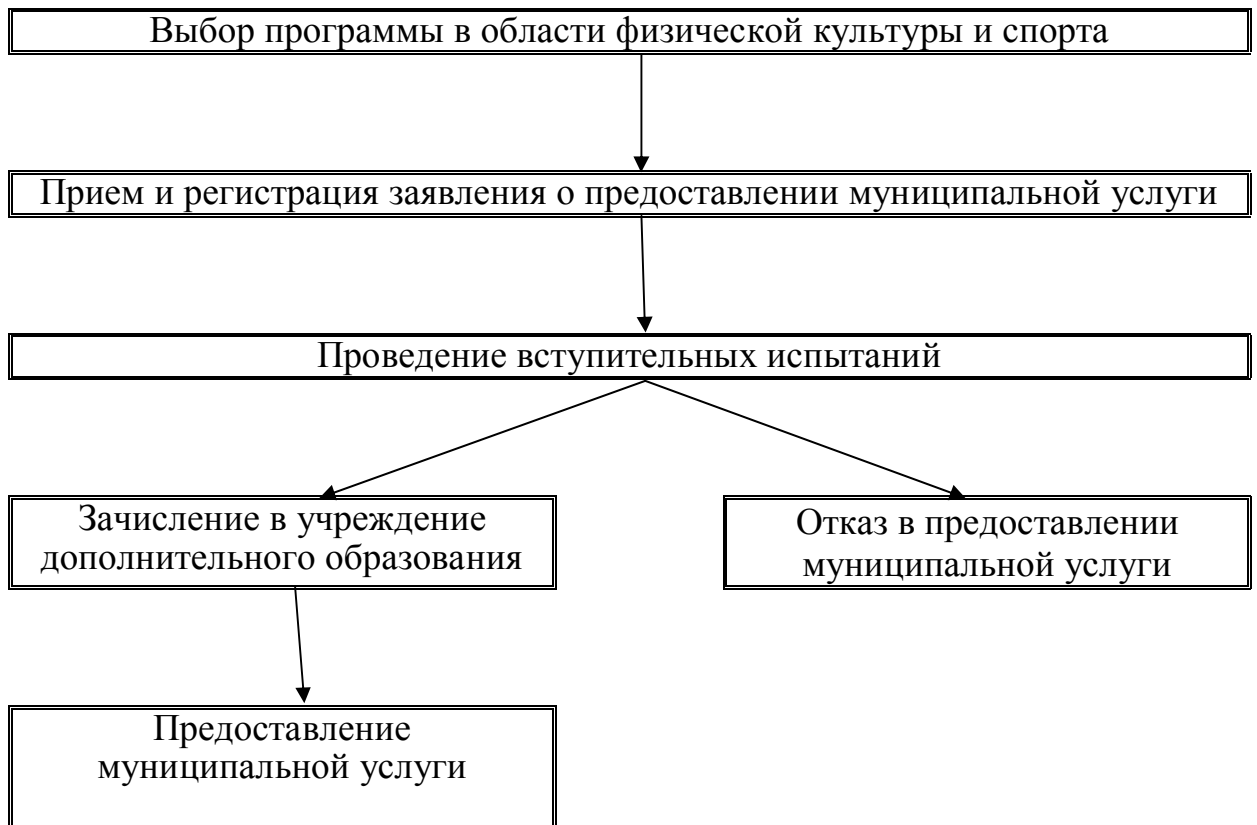 Выбор программы в области физической культуры и спорта
Прием и регистрация заявления о предоставлении муниципальной услуги
Проведение вступительных испытаний
Зачисление в учреждение
дополнительного образования
Отказ в предоставлении
муниципальной услуги
Предоставление
муниципальной услуги